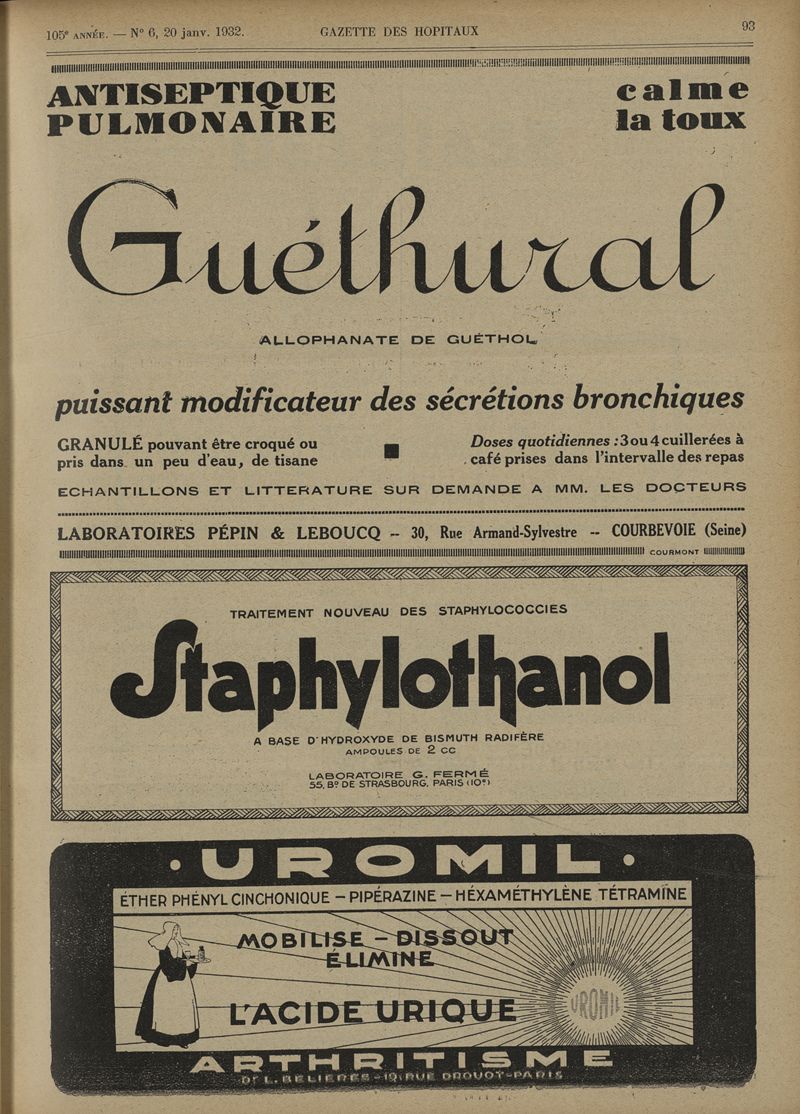 105e ANNÉE. — N° 6, 20 janv. 1932.
GAZETTE DES HOPITAUX
93
ANTISEPTIQUE
PULMONAIRE
calme
la toux
Guéthural
ALLOPHANATE DE GUÉTHOL
puissant modificateur des sécrétions bronchiques
GRANULÉ pouvant être croqué ou
pris dans un peu d'eau, de tisane
Doses quotidiennes : 3 ou 4 cuillerées à
café prises dans l'intervalle des repas
ECHANTILLONS ET LITTERATURE SUR DEMANDE A MM. LES DOCTEURS
LABORATOIRES PÉPIN & LEBOUCQ -- 30, Rue Armand-Sylvestre -- COURBEVOIE (Seine)
COURMONT
TRAITEMENT NOUVEAU DES STAPHYLOCOCCIES
Staphylothanol
A BASE D'HYDROXYDE DE BISMUTH RADIFÈRE
AMPOULES DE 2 CC
LABORATOIRE G. FERMÉ
55, Bd DE STRASBOURG, PARIS (10e)
• UROMIL •
ÉTHER PHÉNYL CINCHONIQUE – PIPÉRAZINE – HÉXAMÉTHYLÈNE TÉTRAMINE
MOBILISE – DISSOUT
ÉLIMINE
L'ACIDE URIQUE
UROMIL
ARTHRITISME
Dr L. BELIERES – 19, RUE DROUOT – PARIS